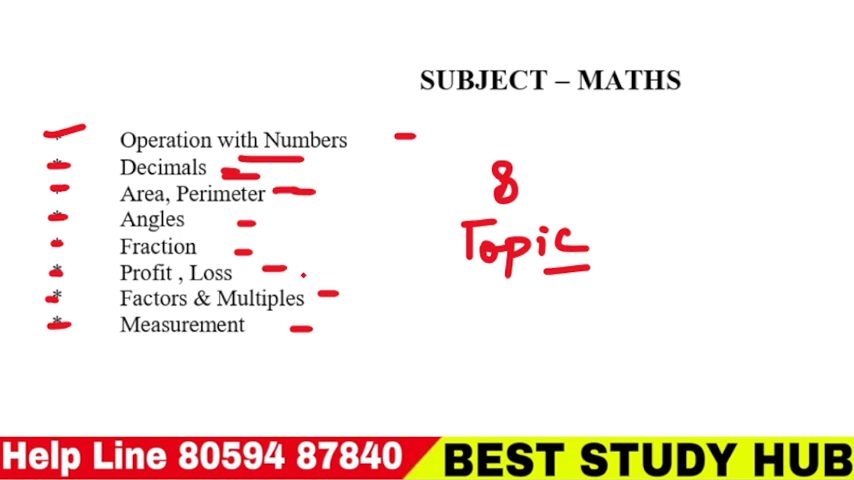 SUBJECT – MATHS
* Operation with Numbers
* Decimals
* Area, Perimeter
* Angles
* Fraction
* Profit , Loss
* Factors & Multiples
* Measurement
8
Topic
Help Line 80594 87840
BEST STUDY HUB